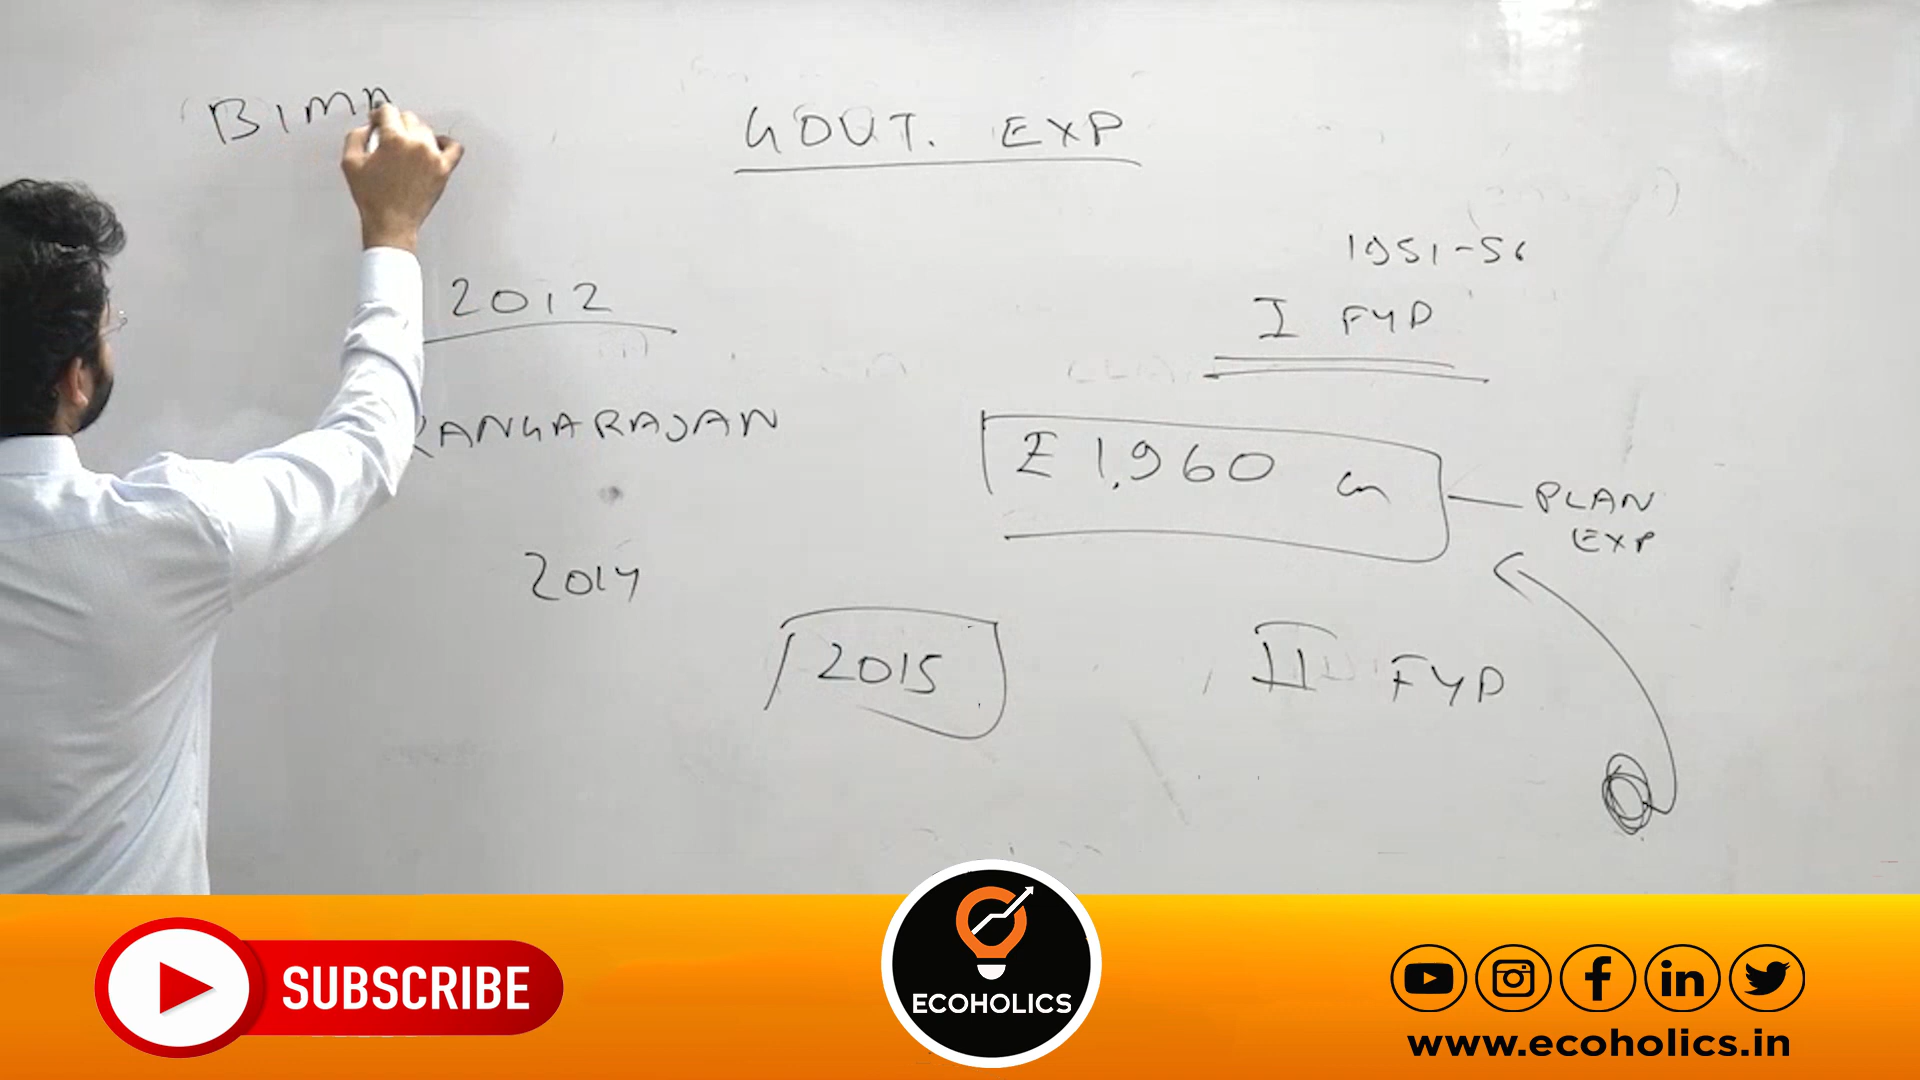 BIMA
GOVT. EXP
1951-56
I FYP
2012
RANGARAJAN
₹ 1,960 cr
PLAN
EXP
2014
2015
II FYP
SUBSCRIBE
ECOHOLICS
www.ecoholics.in